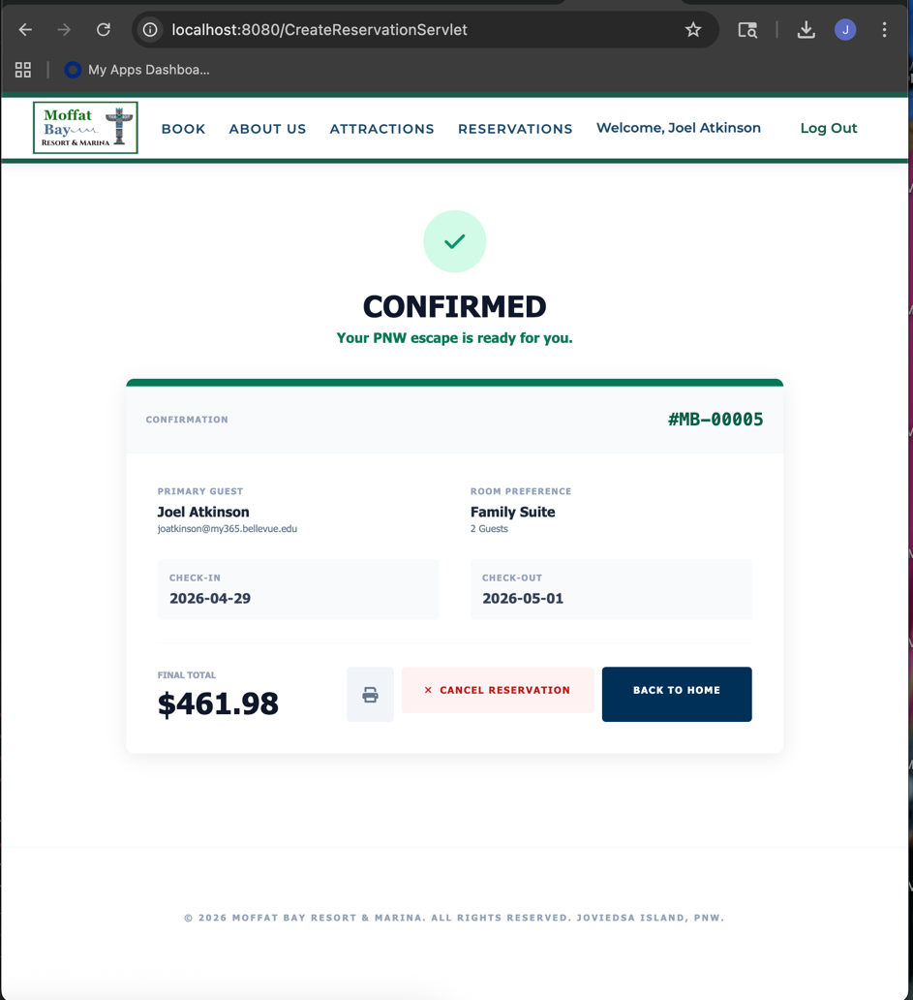 localhost:8080/CreateReservationServlet
J
My Apps Dashboa...
Moffat
Bay
RESORT & MARINA
BOOK
ABOUT US
ATTRACTIONS
RESERVATIONS
Welcome, Joel Atkinson
Log Out
CONFIRMED
Your PNW escape is ready for you.
CONFIRMATION
#MB-00005
PRIMARY GUEST
Joel Atkinson
joatkinson@my365.bellevue.edu
ROOM PREFERENCE
Family Suite
2 Guests
CHECK-IN
2026-04-29
CHECK-OUT
2026-05-01
FINAL TOTAL
$461.98
× CANCEL RESERVATION
BACK TO HOME
© 2026 MOFFAT BAY RESORT & MARINA. ALL RIGHTS RESERVED. JOVIEDSA ISLAND, PNW.